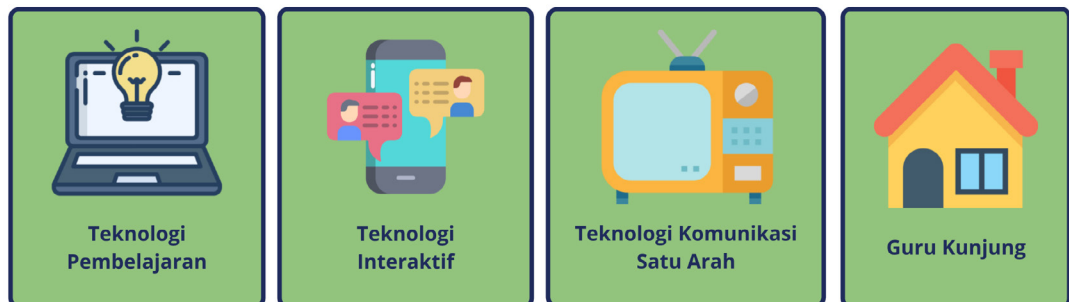 Teknologi
Pembelajaran
Teknologi
Interaktif
Teknologi Komunikasi
Satu Arah
Guru Kunjung